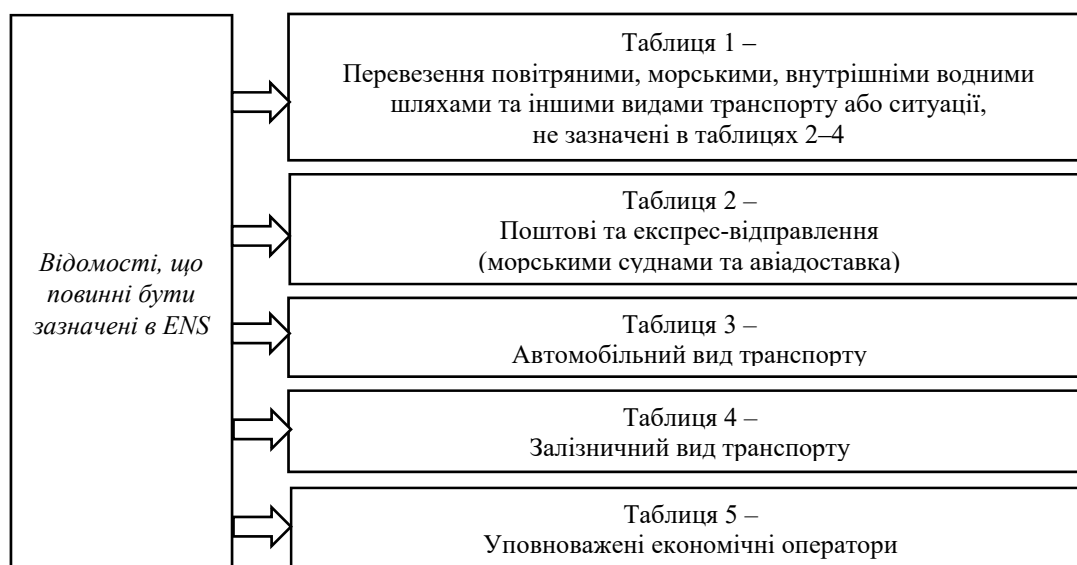 Відомості, що
повинні бути
зазначені в ENS
Таблиця 1 –
Перевезення повітряними, морськими, внутрішніми водними
шляхами та іншими видами транспорту або ситуації,
не зазначені в таблицях 2–4
Таблиця 2 –
Поштові та експрес-відправлення
(морськими суднами та авіадоставка)
Таблиця 3 –
Автомобільний вид транспорту
Таблиця 4 –
Залізничний вид транспорту
Таблиця 5 –
Уповноважені економічні оператори